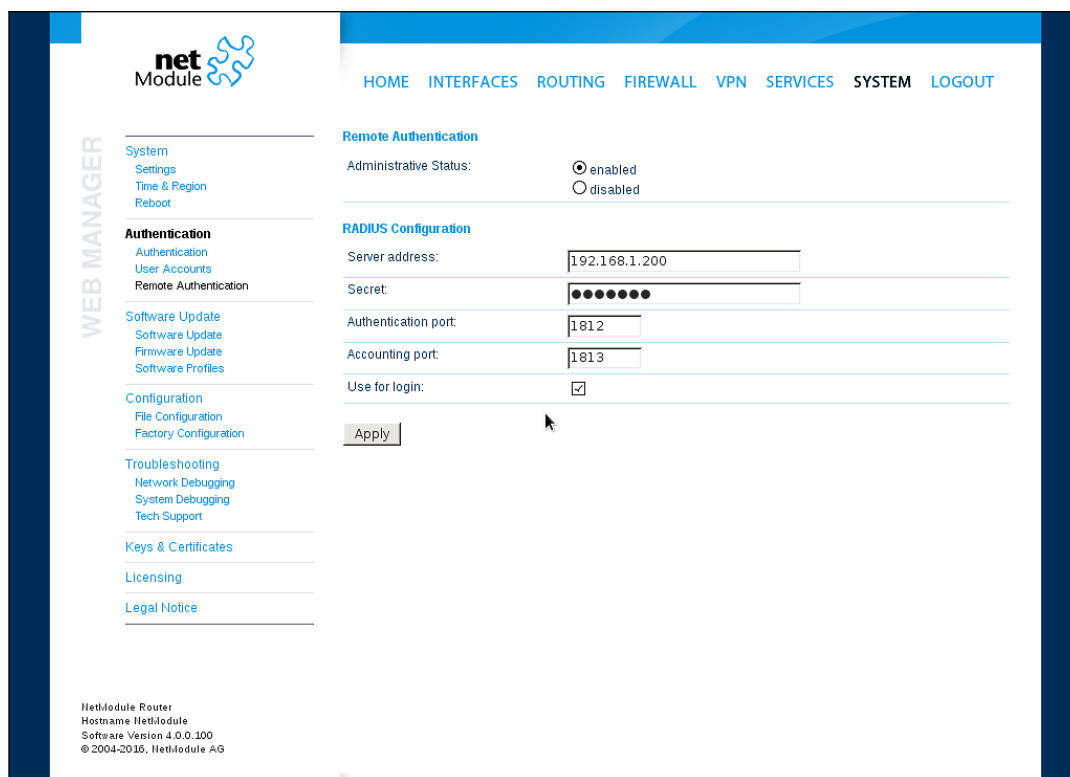 net
Module
HOME INTERFACES ROUTING FIREWALL VPN SERVICES SYSTEM LOGOUT
WEB MANAGER
System
Settings
Time & Region
Reboot
Authentication
Authentication
User Accounts
Remote Authentication
Software Update
Software Update
Firmware Update
Software Profiles
Configuration
File Configuration
Factory Configuration
Troubleshooting
Network Debugging
System Debugging
Tech Support
Keys & Certificates
Licensing
Legal Notice
Remote Authentication
Administrative Status:
enabled
disabled
RADIUS Configuration
Server address: 192.168.1.200
Secret: ●●●●●●●
Authentication port: 1812
Accounting port: 1813
Use for login:
Apply
NetModule Router
Hostname NetModule
Software Version 4.0.0.100
© 2004-2016, NetModule AG